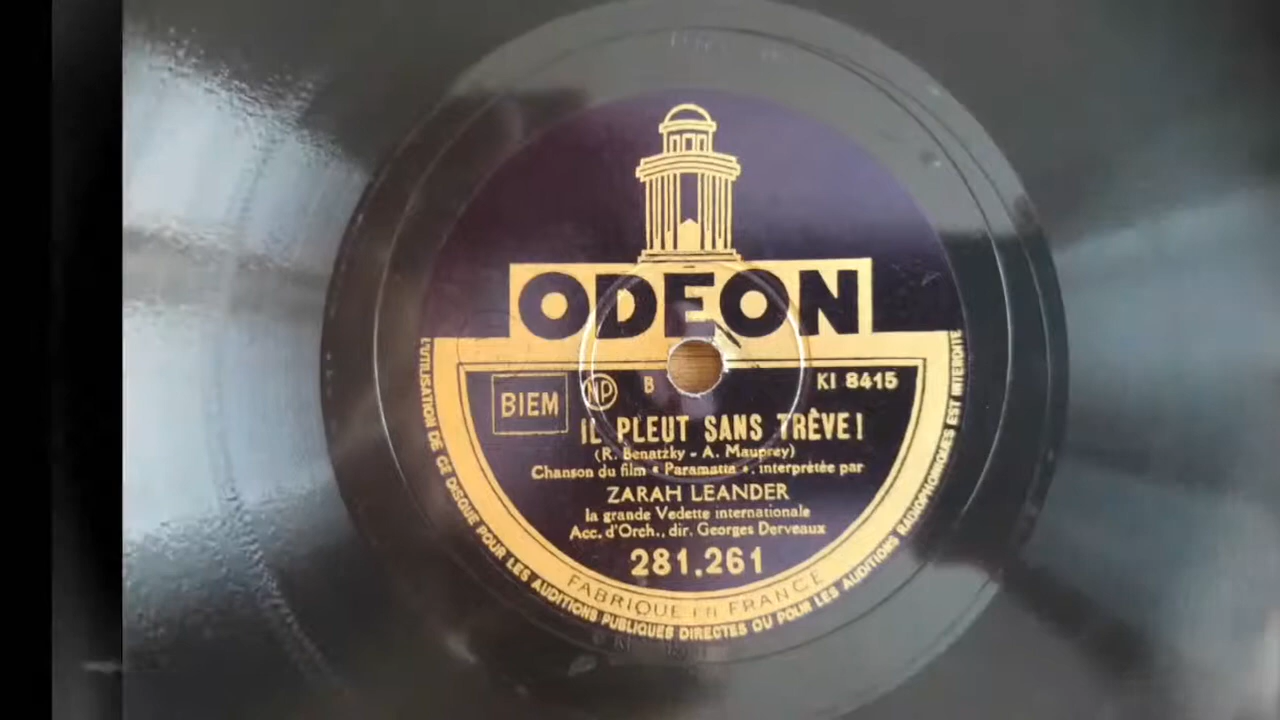 ODEON
BIEM
NP
B
KI 8415
IL PLEUT SANS TRÊVE!
(R. Benatzky - A. Mauprey)
Chanson du film « Paramatta », interprétée par
ZARAH LEANDER
la grande Vedette internationale
Acc. d'Orch., dir. Georges Derveaux
281.261
FABRIQUÉ EN FRANCE
L'UTILISATION DE CE DISQUE POUR LES AUDITIONS PUBLIQUES DIRECTES OU POUR LES AUDITIONS RADIOPHONIQUES EST INTERDITE